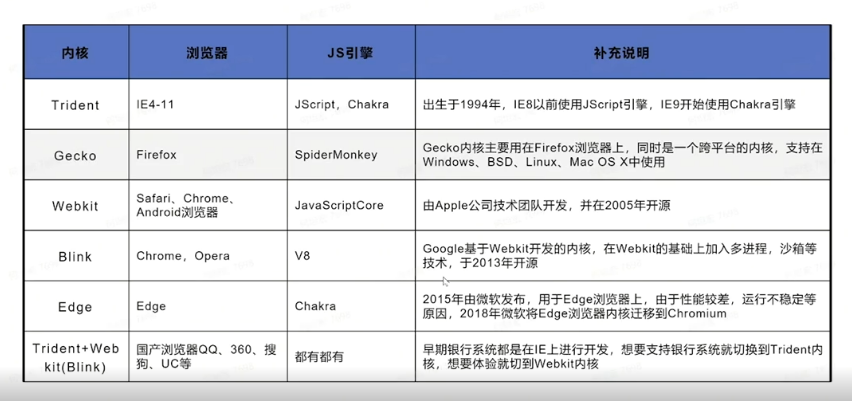 内核 浏览器 JS引擎 补充说明
Trident IE4-11 JScript，Chakra 出生于1994年，IE8以前使用JScript引擎，IE9开始使用Chakra引擎
Gecko Firefox SpiderMonkey Gecko内核主要用在Firefox浏览器上，同时是一个跨平台的内核，支持在
Windows、BSD、Linux、Mac OS X中使用
Webkit Safari、Chrome、
Android浏览器 JavaScriptCore 由Apple公司技术团队开发，并在2005年开源
Blink Chrome，Opera V8 Google基于Webkit开发的内核，在Webkit的基础上加入多进程，沙箱等
技术，于2013年开源
Edge Edge Chakra 2015年由微软发布，用于Edge浏览器上，由于性能较差，运行不稳定等
原因，2018年微软将Edge浏览器内核迁移到Chromium
Trident+Web
kit(Blink) 国产浏览器QQ、360、搜
狗、UC等 都有都有 早期银行系统都是在IE上进行开发，想要支持银行系统就切换到Trident内
核，想要体验就切到Webkit内核